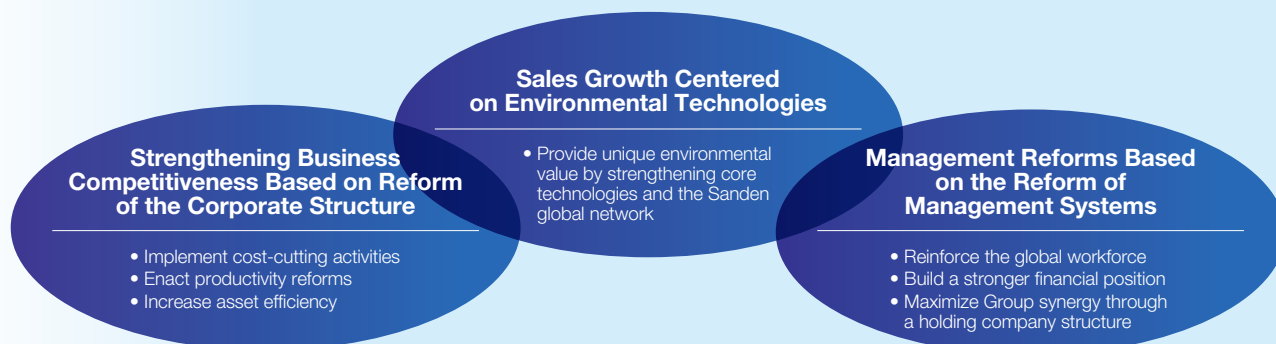 Sales Growth Centered
on Environmental Technologies
• Provide unique environmental
value by strengthening core
technologies and the Sanden
global network
Strengthening Business
Competitiveness Based on Reform
of the Corporate Structure
• Implement cost-cutting activities
• Enact productivity reforms
• Increase asset efficiency
Management Reforms Based
on the Reform of
Management Systems
• Reinforce the global workforce
• Build a stronger financial position
• Maximize Group synergy through
a holding company structure